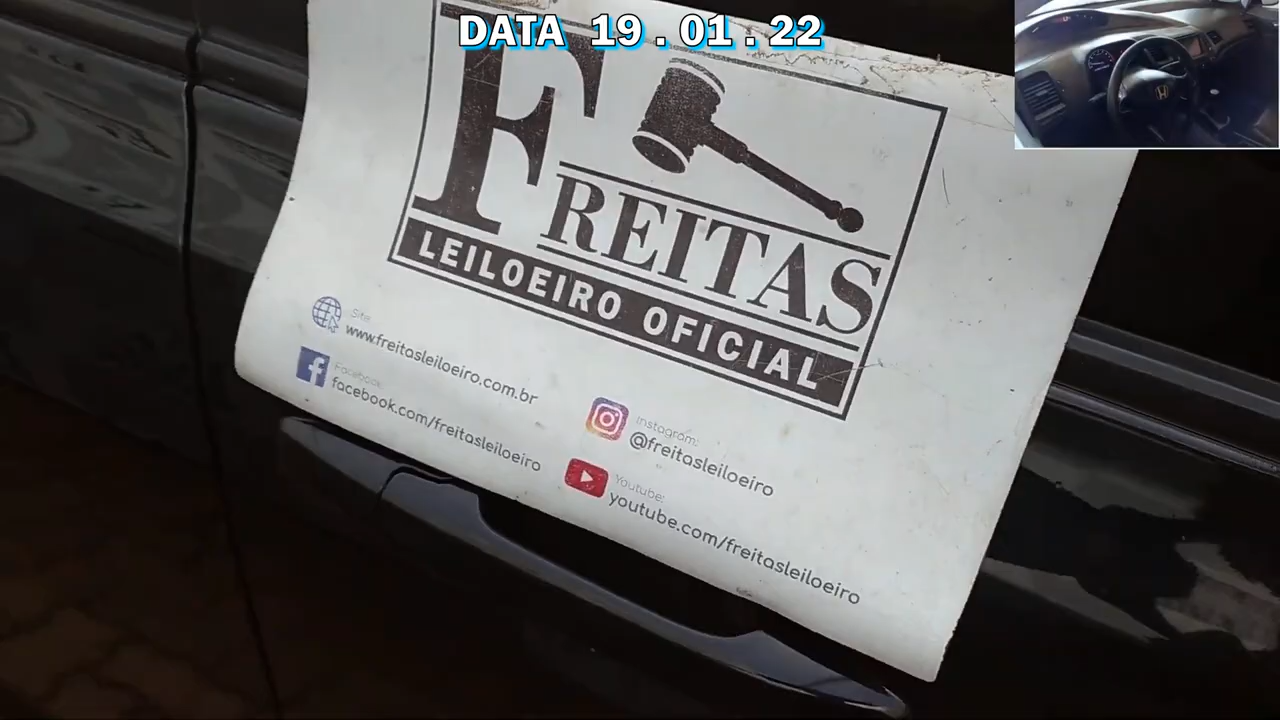 DATA 19 . 01 . 22
FREITAS
LEILOEIRO OFICIAL
Site:
www.freitasleiloeiro.com.br
Facebook:
facebook.com/freitasleiloeiro
Instagram:
@freitasleiloeiro
Youtube:
youtube.com/freitasleiloeiro